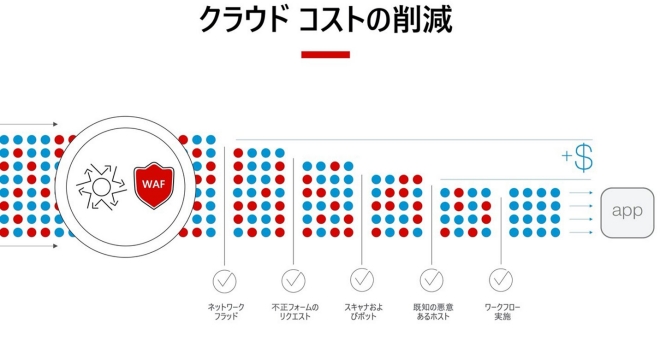 クラウド コストの削減
WAF
+$
app
ネットワーク
フラッド
不正フォームの
リクエスト
スキャナおよ
びボット
既知の悪意
あるホスト
ワークフロー
実施